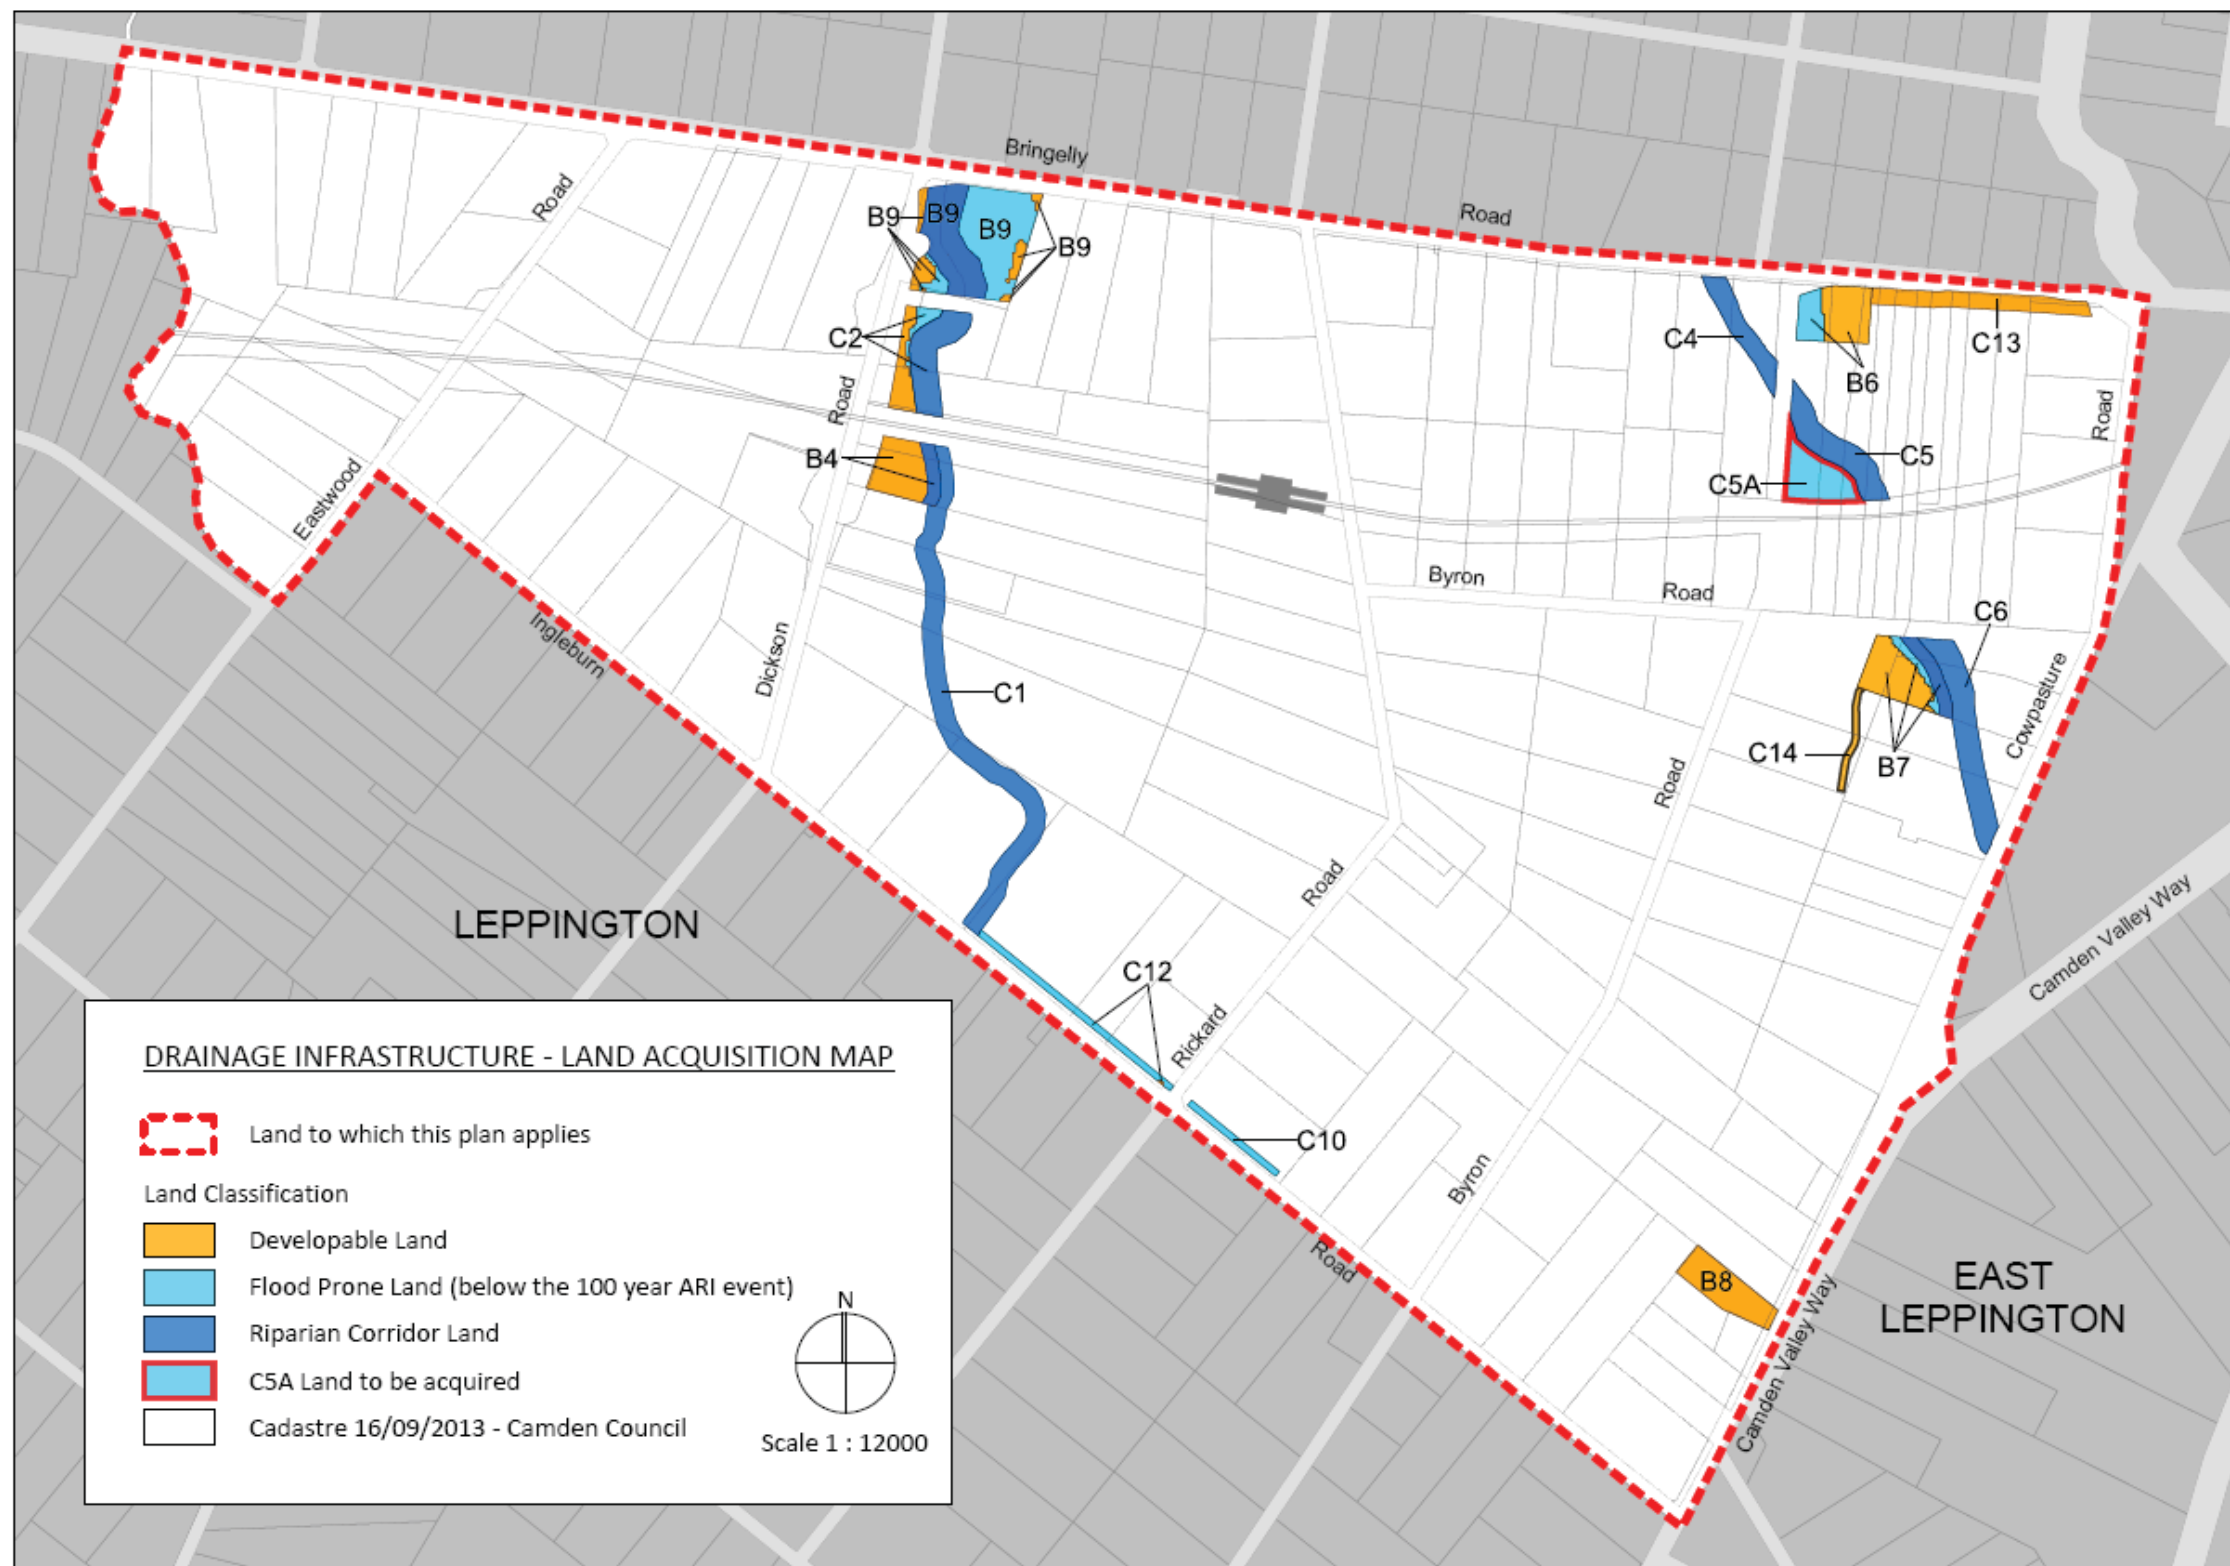 Bringelly
Road
Road
B9
B9
B9
B9
C2
Road
B4
C4
C13
B6
C5
C5A
Road
Eastwood
Ingleburn
Dickson
Byron
Road
C6
C1
Cowpasture
C14
B7
Road
Road
LEPPINGTON
C12
Rickard
Camden Valley Way
C10
Byron
Road
B8
Camden Valley Way
EAST
LEPPINGTON
DRAINAGE INFRASTRUCTURE - LAND ACQUISITION MAP
Land to which this plan applies
Land Classification
Developable Land
Flood Prone Land (below the 100 year ARI event)
Riparian Corridor Land
C5A Land to be acquired
Cadastre 16/09/2013 - Camden Council
N
Scale 1 : 12000